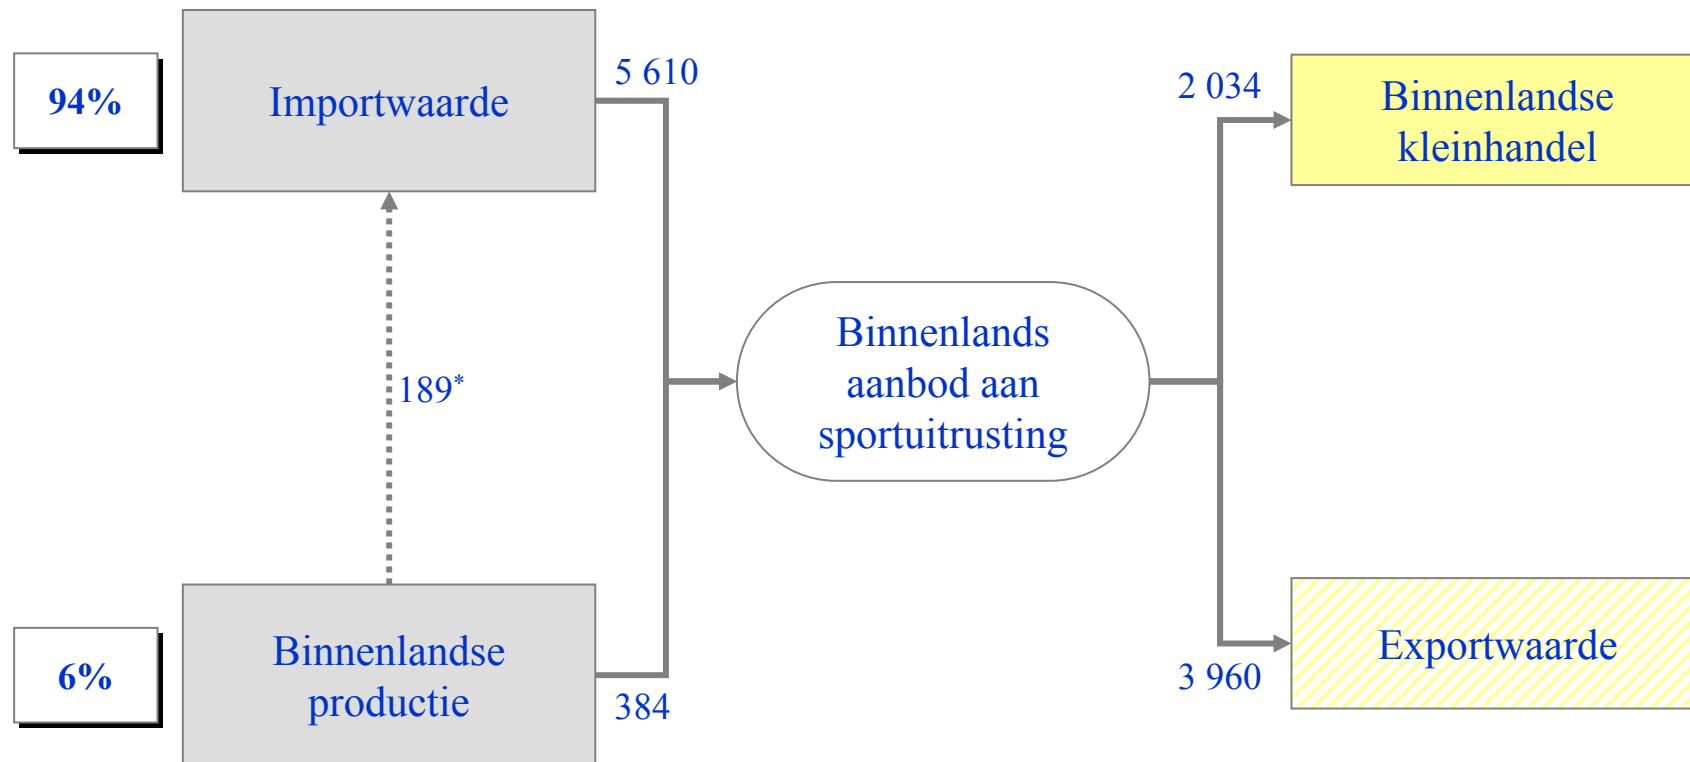 94%
Importwaarde
5 610
2 034
Binnenlandse
kleinhandel
189*
Binnenlands
aanbod aan
sportuitrusting
6%
Binnenlandse
productie
384
3 960
Exportwaarde